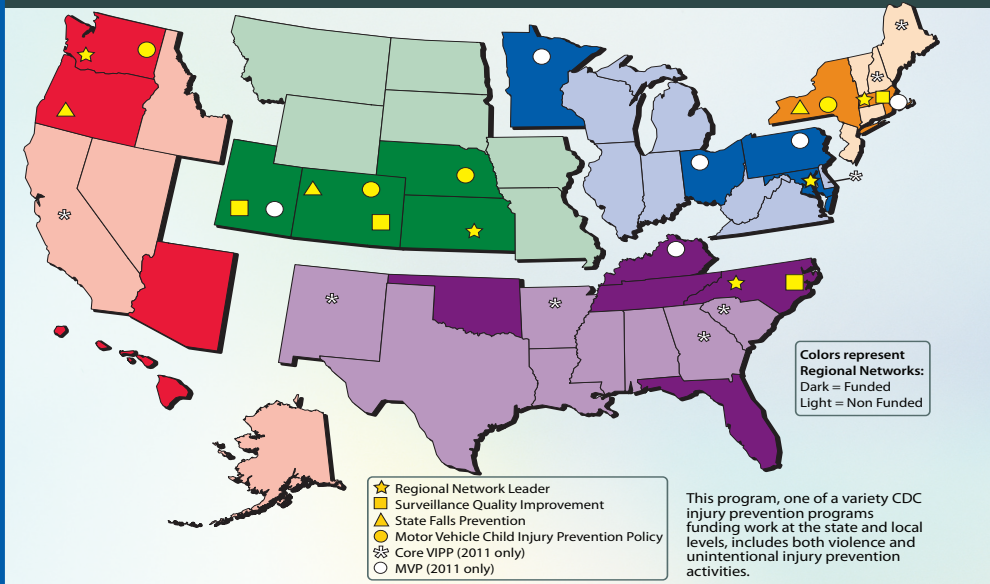 Colors represent
Regional Networks:
Dark = Funded
Light = Non Funded
Regional Network Leader
Surveillance Quality Improvement
State Falls Prevention
Motor Vehicle Child Injury Prevention Policy
Core VIPP (2011 only)
MVP (2011 only)
This program, one of a variety CDC
injury prevention programs
funding work at the state and local
levels, includes both violence and
unintentional injury prevention
activities.